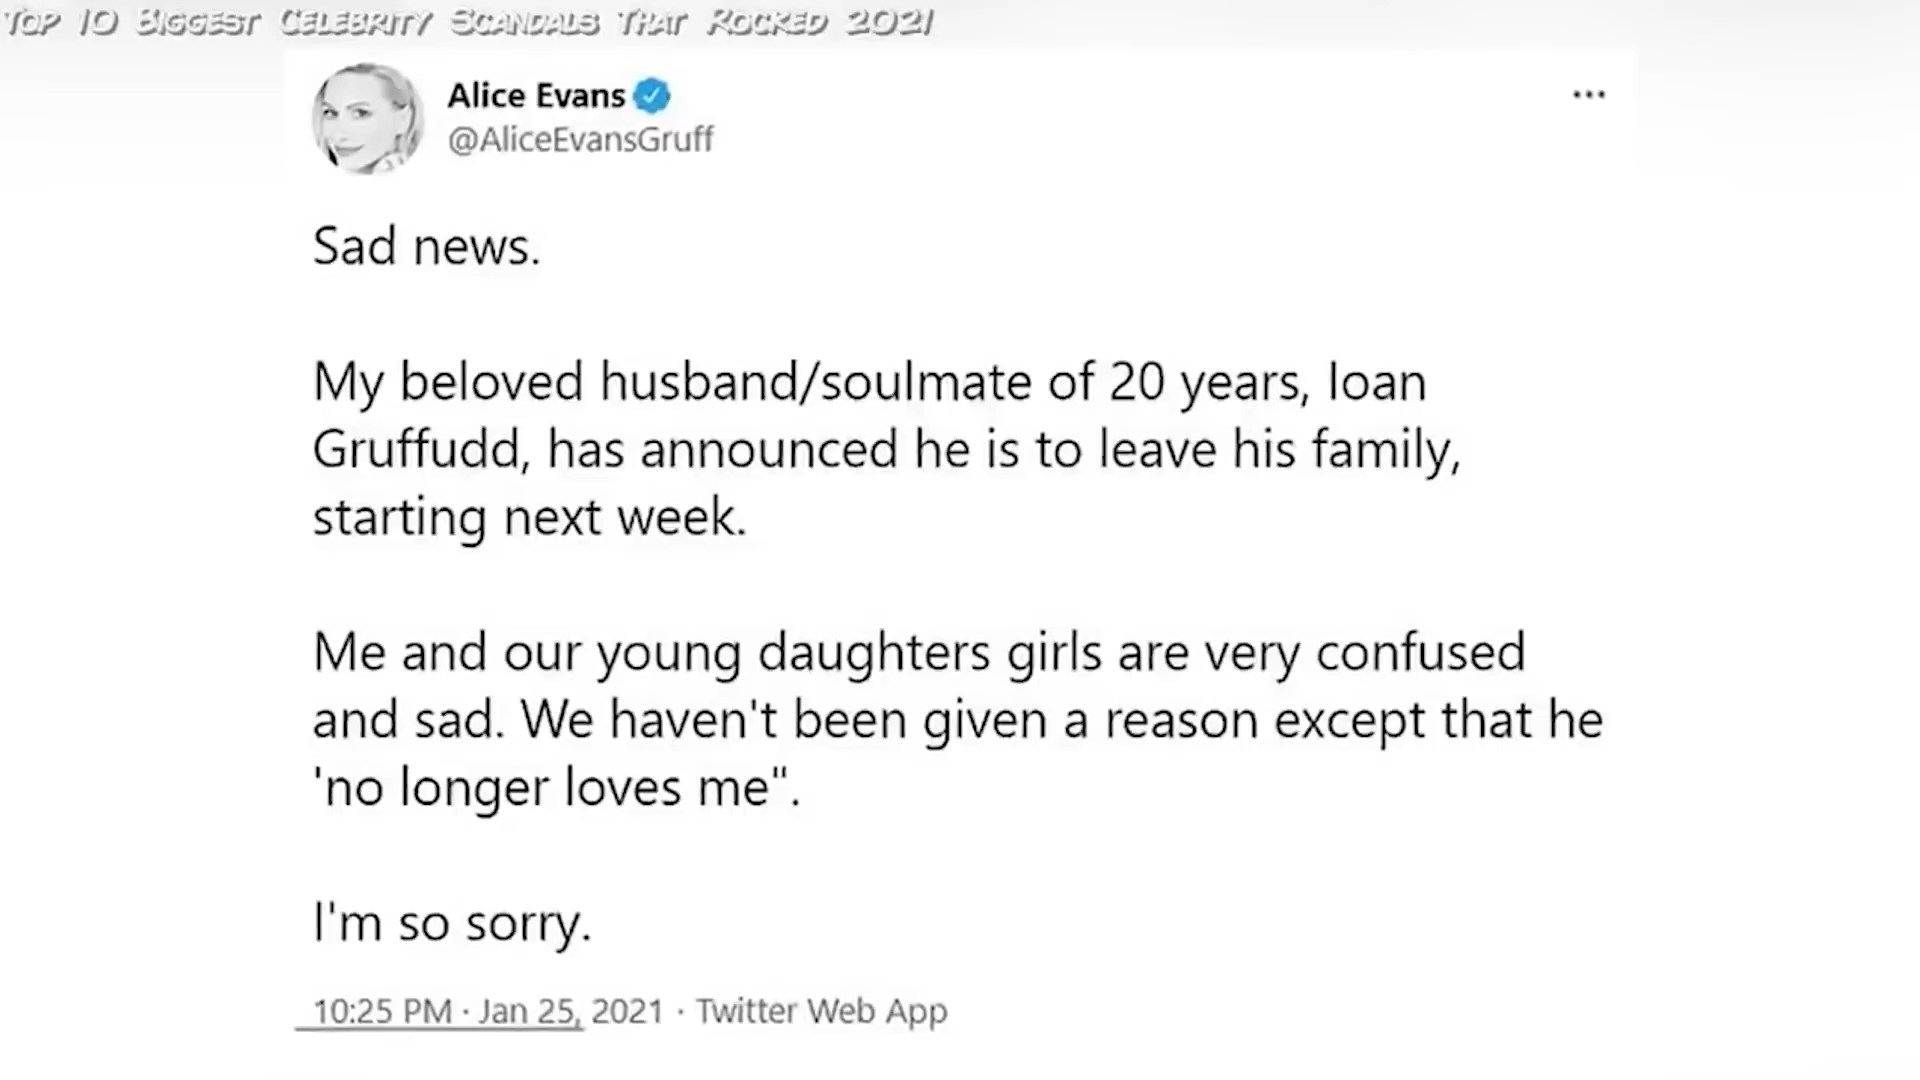 Top 10 Biggest Celebrity Scandals That Rocked 2021
Alice Evans
@AliceEvansGruff
Sad news.
My beloved husband/soulmate of 20 years, Ioan
Gruffudd, has announced he is to leave his family,
starting next week.
Me and our young daughters girls are very confused
and sad. We haven't been given a reason except that he
'no longer loves me".
I'm so sorry.
10:25 PM · Jan 25, 2021 · Twitter Web App